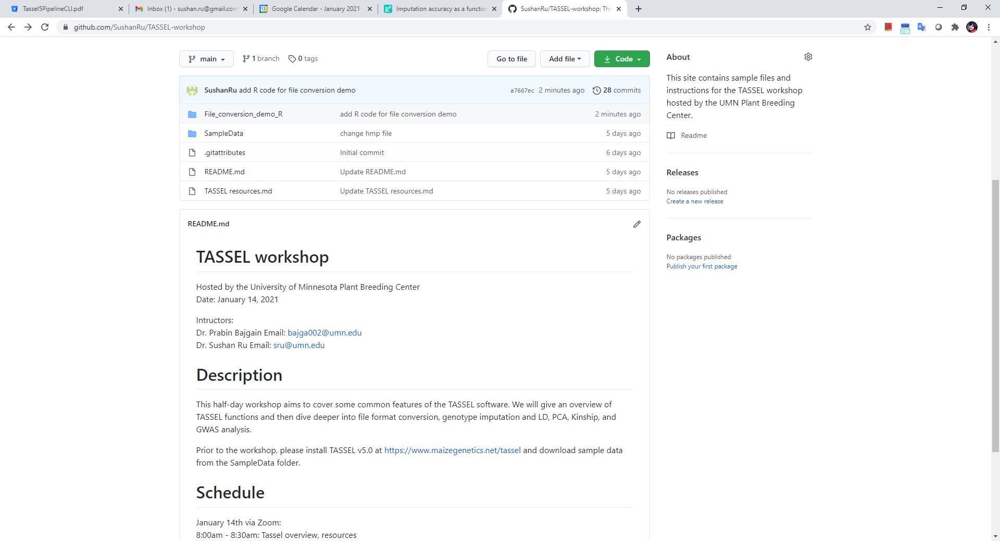 Tassel5PipelineCLI.pdf
Inbox (1) - sushan.ru@gmail.com
Google Calendar - January 2021
Imputation accuracy as a functio
SushanRu/TASSEL-workshop: Thi
github.com/SushanRu/TASSEL-workshop
21h
main
1 branch
0 tags
Go to file
Add file
Code
SushanRu add R code for file conversion demo
a7667ec 2 minutes ago
28 commits
File_conversion_demo_R
add R code for file conversion demo
2 minutes ago
SampleData
change hmp file
5 days ago
.gitattributes
Initial commit
6 days ago
README.md
Update README.md
5 days ago
TASSEL resources.md
Update TASSEL resources.md
5 days ago
README.md
TASSEL workshop
Hosted by the University of Minnesota Plant Breeding Center
Date: January 14, 2021
Intructors:
Dr. Prabin Bajgain Email: bajga002@umn.edu
Dr. Sushan Ru Email: sru@umn.edu
Description
This half-day workshop aims to cover some common features of the TASSEL software. We will give an overview of
TASSEL functions and then dive deeper into file format conversion, genotype imputation and LD, PCA, Kinship, and
GWAS analysis.
Prior to the workshop, please install TASSEL v5.0 at https://www.maizegenetics.net/tassel and download sample data
from the SampleData folder.
Schedule
January 14th via Zoom:
8:00am - 8:30am: Tassel overview, resources
About
This site contains sample files and
instructions for the TASSEL workshop
hosted by the UMN Plant Breeding
Center.
Readme
Releases
No releases published
Create a new release
Packages
No packages published
Publish your first package